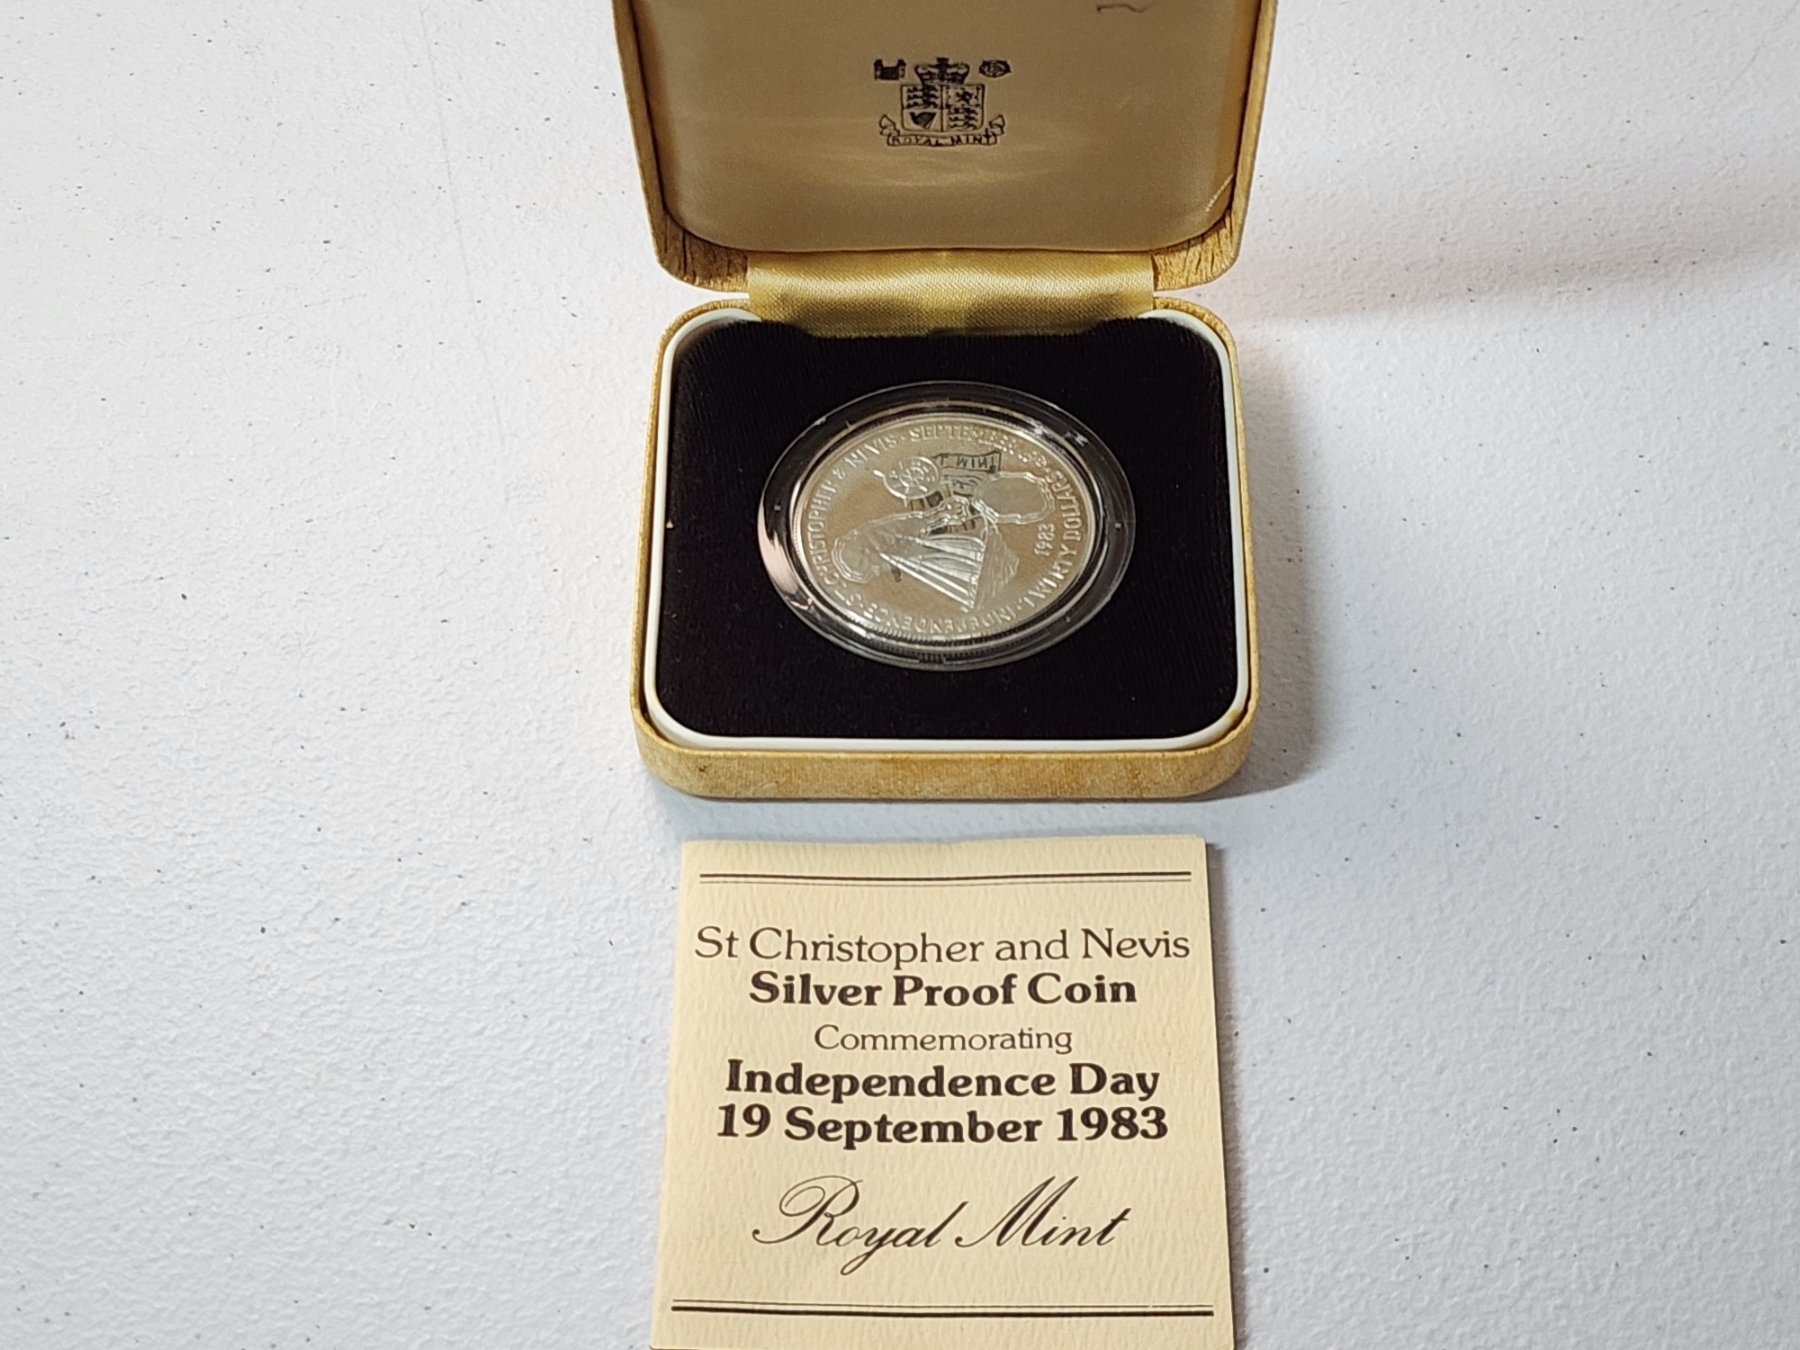 ROYAL MINT
ST. CHRISTOPHER & NEVIS · SEPTEMBER
TWENTY DOLLARS
INDEPENDENCE
1983
St Christopher and Nevis
Silver Proof Coin
Commemorating
Independence Day
19 September 1983
Royal Mint